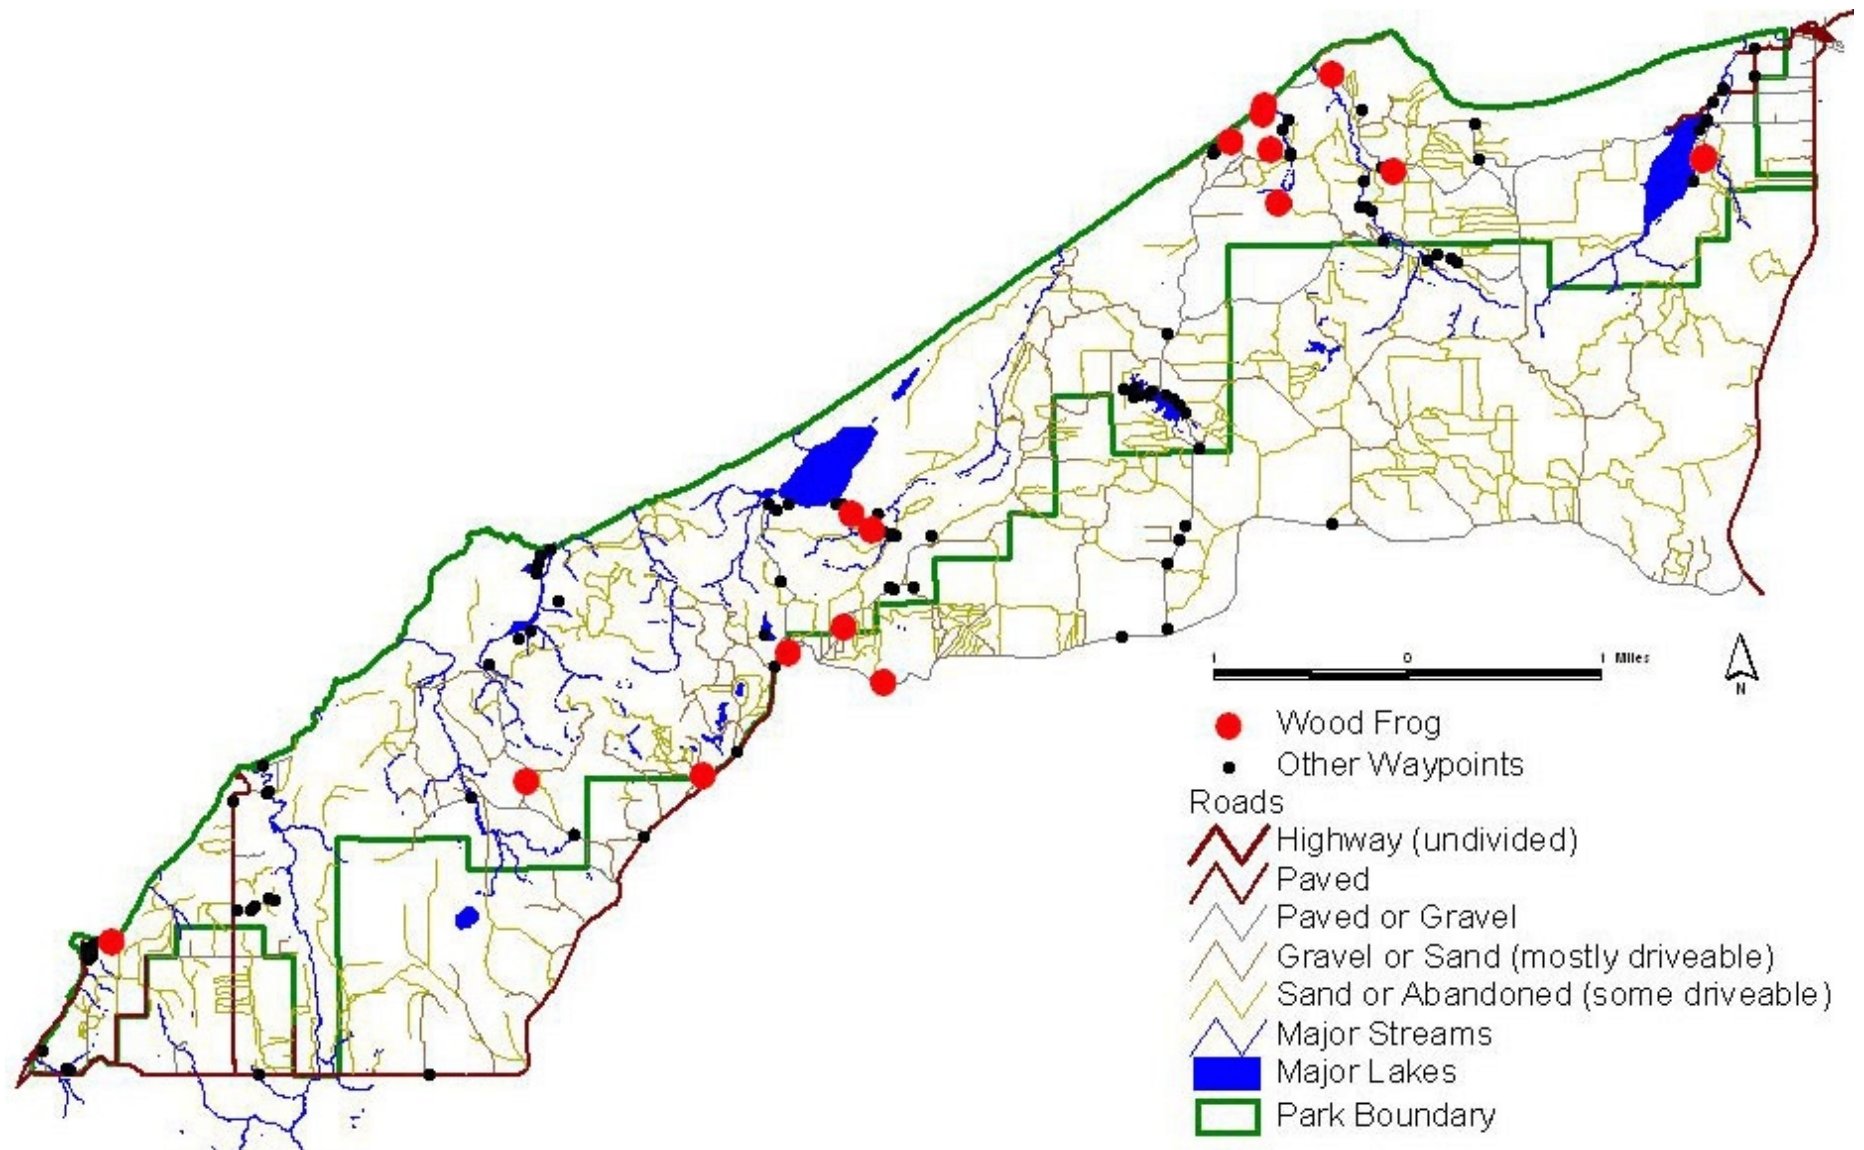 1 0 1 Miles
N
Wood Frog
Other Waypoints
Roads
Highway (undivided)
Paved
Paved or Gravel
Gravel or Sand (mostly driveable)
Sand or Abandoned (some driveable)
Major Streams
Major Lakes
Park Boundary